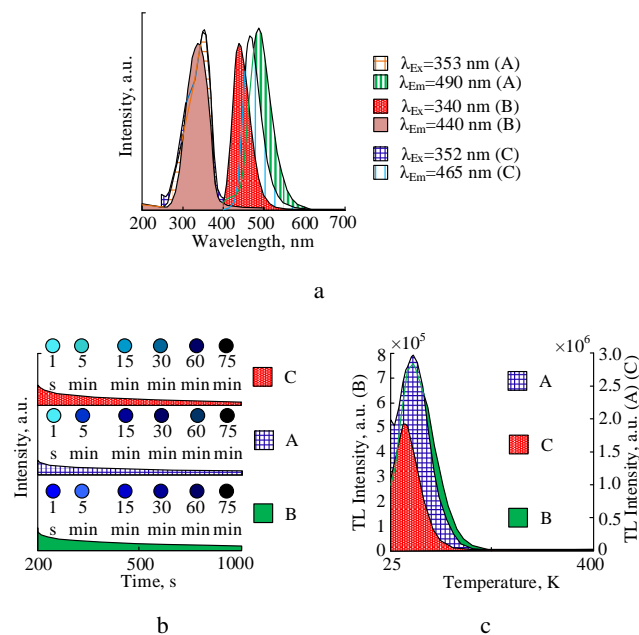 Intensity, a.u.
200 300 400 500 600 700
Wavelength, nm
λEx=353 nm (A)
λEm=490 nm (A)
λEx=340 nm (B)
λEm=440 nm (B)
λEx=352 nm (C)
λEm=465 nm (C)
a
Intensity, a.u.
1 5 15 30 60 75
s min min min min min
C
1 5 15 30 60 75
s min min min min min
A
1 5 15 30 60 75
s min min min min min
B
200 500 1000
Time, s
b
×10⁵ ×10⁶
TL Intensity, a.u. (B)
8
7
6
5
4
3
2
1
0
3.0
2.5
2.0
1.5
1.0
0.5
0
TL Intensity, a.u. (A) (C)
A
C
B
25 400
Temperature, K
c